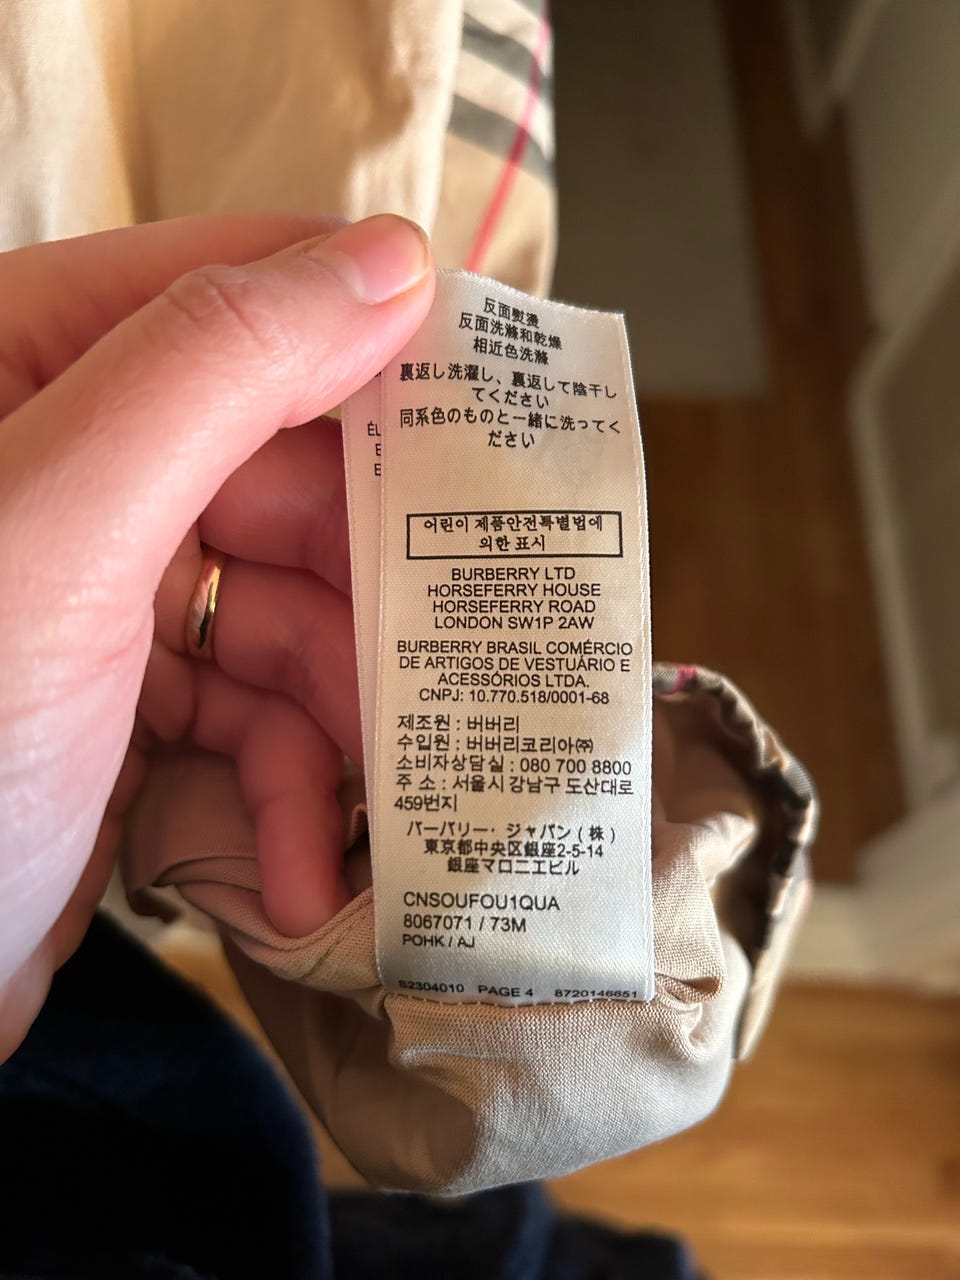 反面熨燙
反面洗滌和乾燥
相近色洗滌
裏返し洗濯し、裏返して陰干し
てください
同系色のものと一緒に洗ってく
ださい
어린이 제품안전특별법에
의한 표시
BURBERRY LTD
HORSEFERRY HOUSE
HORSEFERRY ROAD
LONDON SW1P 2AW
BURBERRY BRASIL COMÉRCIO
DE ARTIGOS DE VESTUÁRIO E
ACESSÓRIOS LTDA.
CNPJ: 10.770.518/0001-68
제조원 : 버버리
수입원 : 버버리코리아㈜
소비자상담실 : 080 700 8800
주 소 : 서울시 강남구 도산대로
459번지
バーバリー・ジャパン(株)
東京都中央区銀座2-5-14
銀座マロニエビル
CNSOUFOU1QUA
8067071 / 73M
POHK / AJ
S2304010 PAGE 4 8720146651